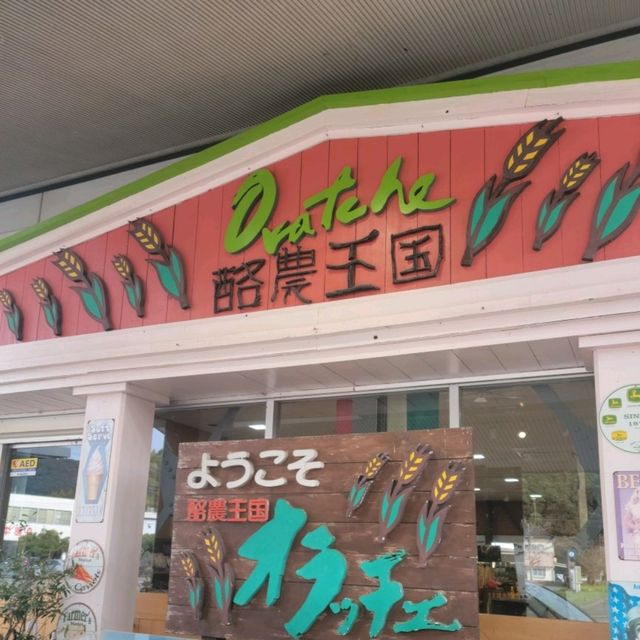 Oratche
酪農王国
ようこそ
酪農王国
オラッチェ
AED
Farmer's